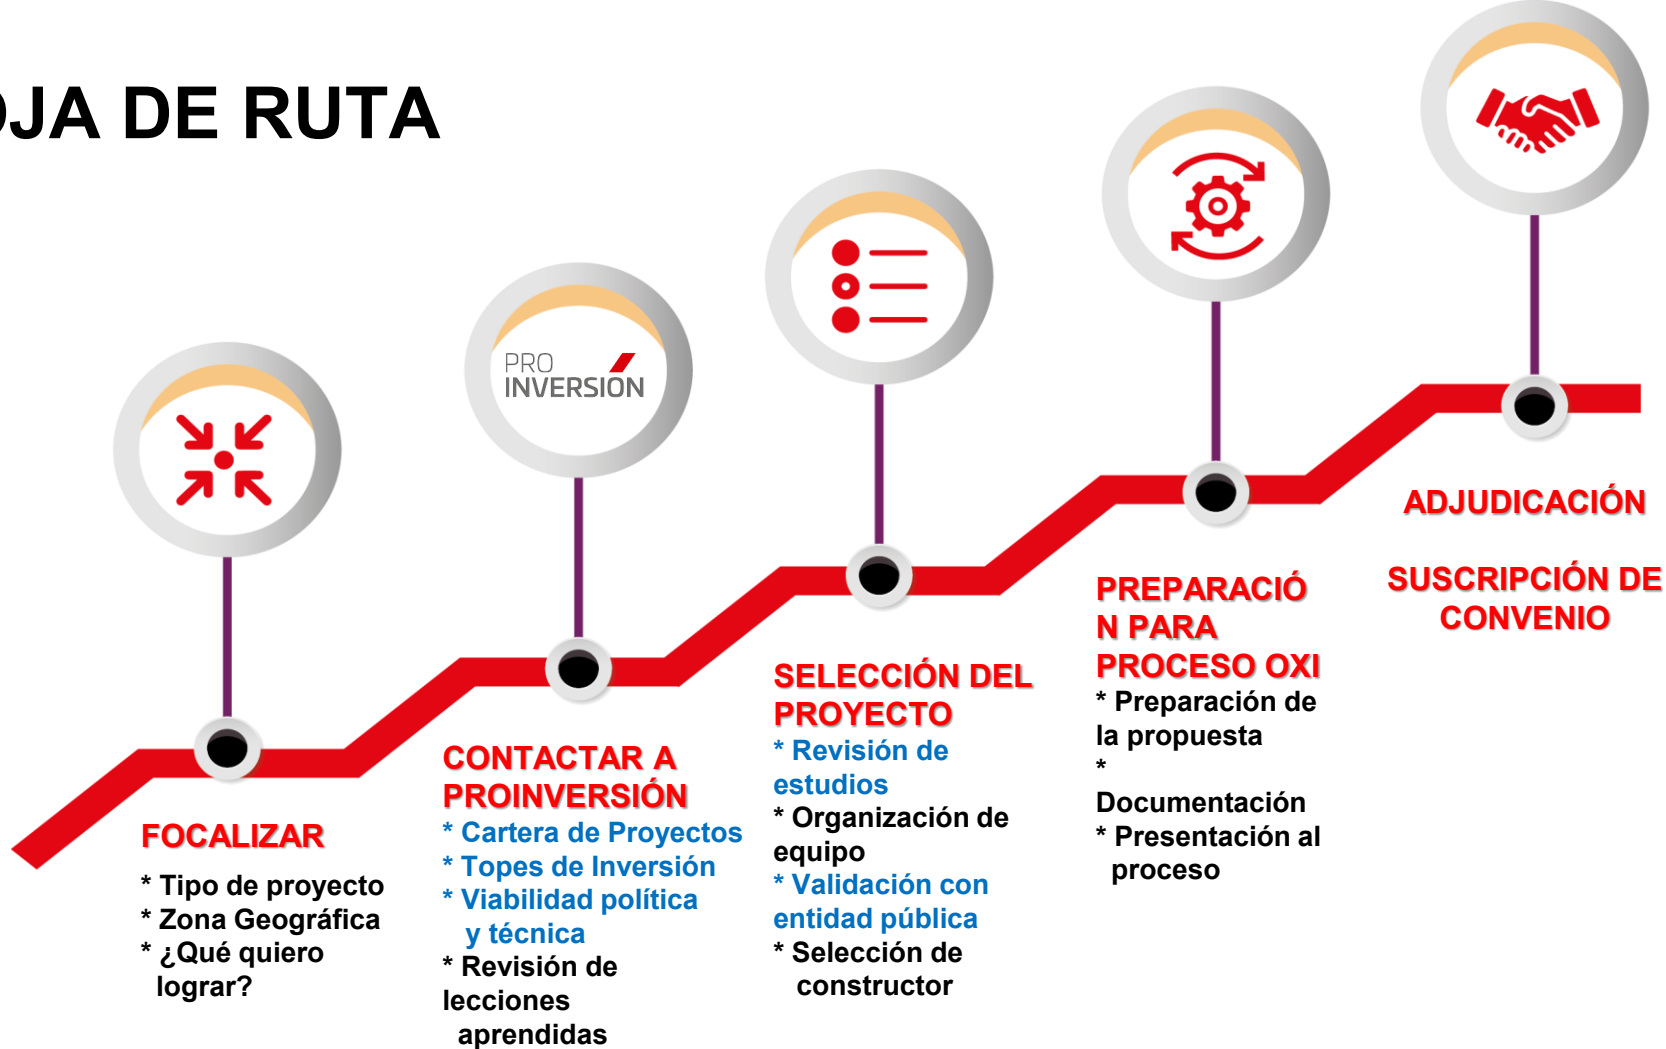 OJA DE RUTA
PRO
INVERSIÓN
FOCALIZAR
* Tipo de proyecto
* Zona Geográfica
* ¿Qué quiero
lograr?
CONTACTAR A
PROINVERSIÓN
* Cartera de Proyectos
* Topes de Inversión
* Viabilidad política
y técnica
* Revisión de
lecciones
aprendidas
SELECCIÓN DEL
PROYECTO
* Revisión de
estudios
* Organización de
equipo
* Validación con
entidad pública
* Selección de
constructor
PREPARACIÓ
N PARA
PROCESO OXI
* Preparación de
la propuesta
*
Documentación
* Presentación al
proceso
ADJUDICACIÓN
SUSCRIPCIÓN DE
CONVENIO